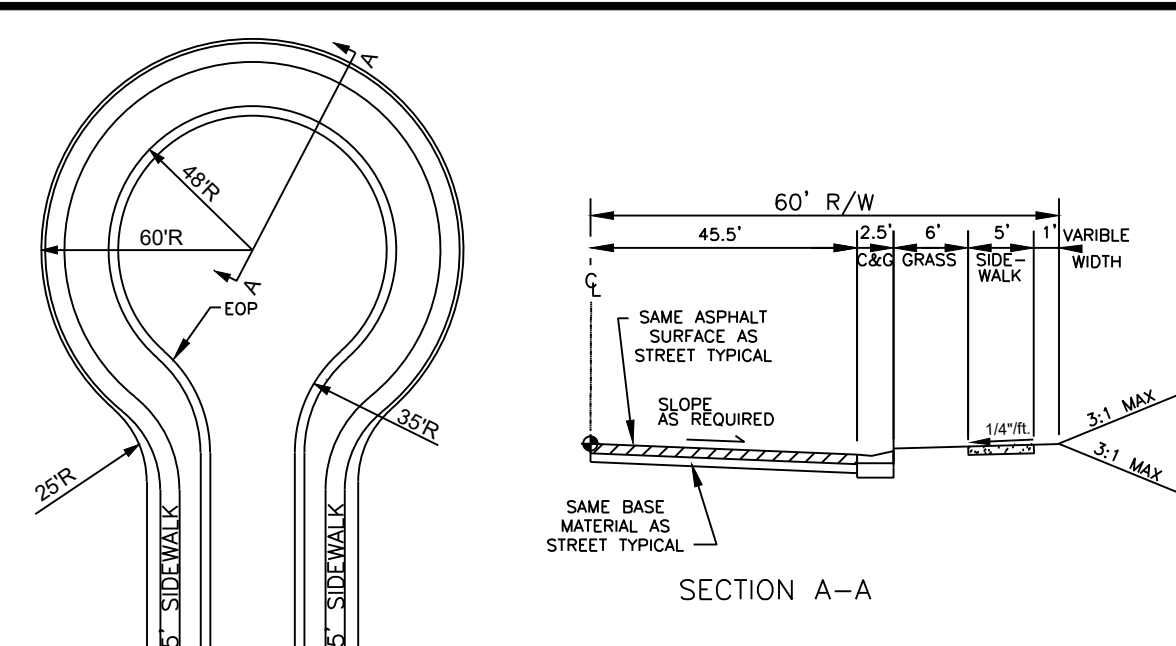 A
48'R
60'R
A
EOP
35'R
25'R
5' SIDEWALK
5' SIDEWALK
60' R/W
45.5'
2.5'
6'
5'
1'
VARIBLE
WIDTH
C&G
GRASS
SIDE-
WALK
CL
SAME ASPHALT
SURFACE AS
STREET TYPICAL
SLOPE
AS REQUIRED
1/4"/ft.
3:1 MAX
3:1 MAX
SAME BASE
MATERIAL AS
STREET TYPICAL
SECTION A-A